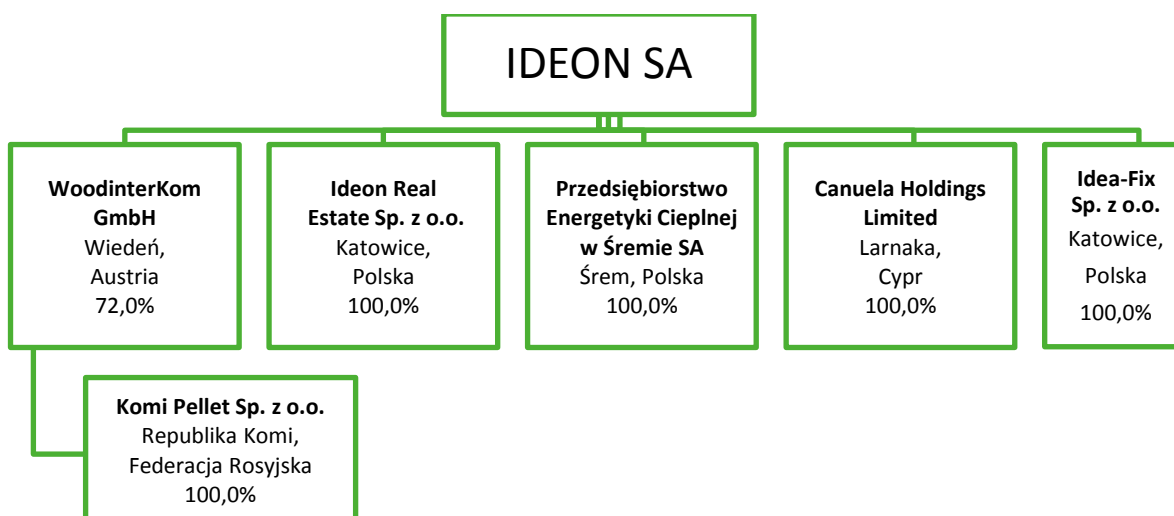 IDEON SA
WoodinterKom
GmbH
Wiedeń,
Austria
72,0%
Ideon Real
Estate Sp. z o.o.
Katowice,
Polska
100,0%
Przedsiębiorstwo
Energetyki Cieplnej
w Śremie SA
Śrem, Polska
100,0%
Canuela Holdings
Limited
Larnaka,
Cypr
100,0%
Idea-Fix
Sp. z o.o.
Katowice,
Polska
100,0%
Komi Pellet Sp. z o.o.
Republika Komi,
Federacja Rosyjska
100,0%